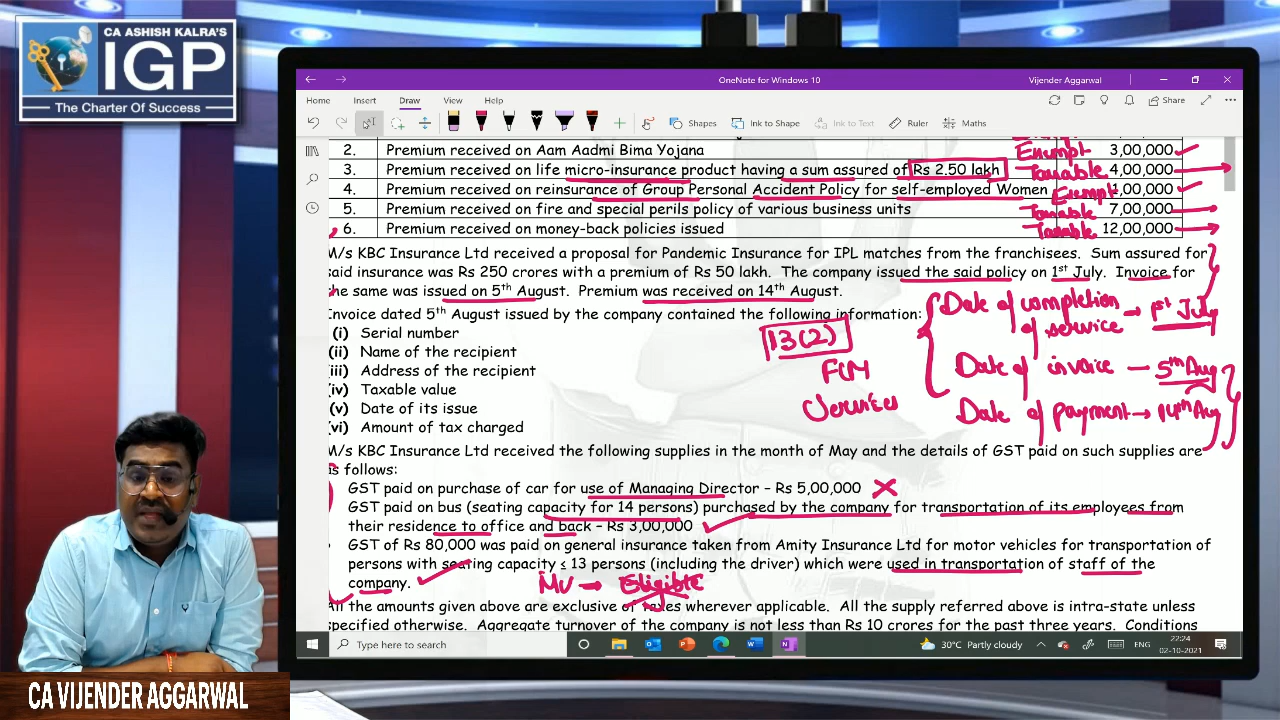 CA ASHISH KALRA'S
IGP
The Charter Of Success
OneNote for Windows 10
Vijender Aggarwal
Home Insert Draw View Help
Share
Shapes Ink to Shape Ink to Text Ruler Maths
2. Premium received on Aam Aadmi Bima Yojana Exempt 3,00,000
3. Premium received on life micro-insurance product having a sum assured of Rs 2.50 lakh Taxable 4,00,000
4. Premium received on reinsurance of Group Personal Accident Policy for self-employed Women Exempt 1,00,000
5. Premium received on fire and special perils policy of various business units Taxable 7,00,000
6. Premium received on money-back policies issued Taxable 12,00,000
M/s KBC Insurance Ltd received a proposal for Pandemic Insurance for IPL matches from the franchisees. Sum assured for
said insurance was Rs 250 crores with a premium of Rs 50 lakh. The company issued the said policy on 1st July. Invoice for
the same was issued on 5th August. Premium was received on 14th August.
Invoice dated 5th August issued by the company contained the following information:
(i) Serial number
(ii) Name of the recipient
(iii) Address of the recipient
(iv) Taxable value
(v) Date of its issue
(vi) Amount of tax charged
13(2)
FCM
Services
Date of completion
of service → 1st July
Date of invoice — 5th Aug
Date of payment → 14th Aug
M/s KBC Insurance Ltd received the following supplies in the month of May and the details of GST paid on such supplies are
as follows:
GST paid on purchase of car for use of Managing Director – Rs 5,00,000
GST paid on bus (seating capacity for 14 persons) purchased by the company for transportation of its employees from
their residence to office and back – Rs 3,00,000
GST of Rs 80,000 was paid on general insurance taken from Amity Insurance Ltd for motor vehicles for transportation of
persons with seating capacity ≤ 13 persons (including the driver) which were used in transportation of staff of the
company.
MV → Eligible
All the amounts given above are exclusive of taxes wherever applicable. All the supply referred above is intra-state unless
specified otherwise. Aggregate turnover of the company is not less than Rs 10 crores for the past three years. Conditions
Type here to search
30°C Partly cloudy
ENG
22:24
02-10-2021
CA VIJENDER AGGARWAL